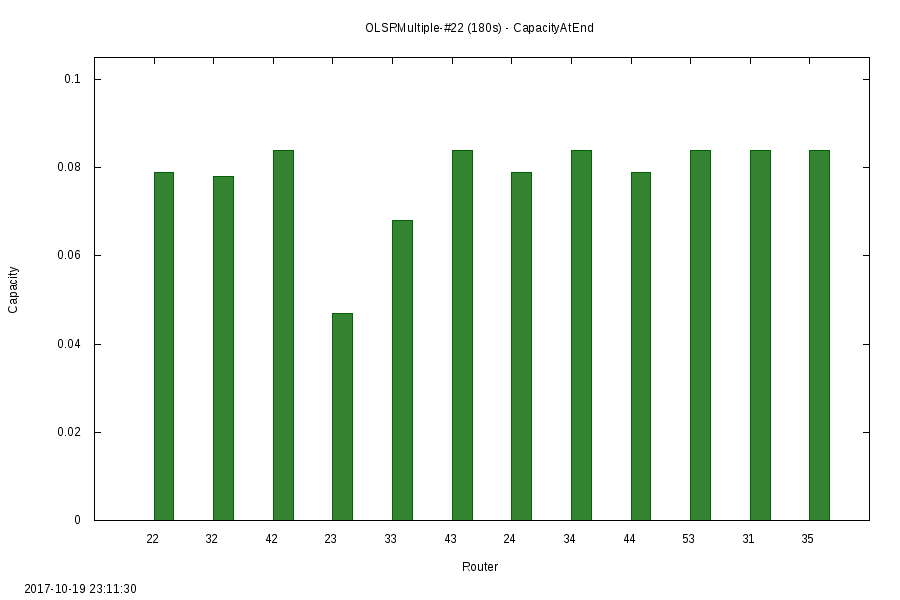 OLSRMultiple-#22 (180s) - CapacityAtEnd
0.1
0.08
0.06
0.04
0.02
0
Capacity
22 32 42 23 33 43 24 34 44 53 31 35
Router
2017-10-19 23:11:30